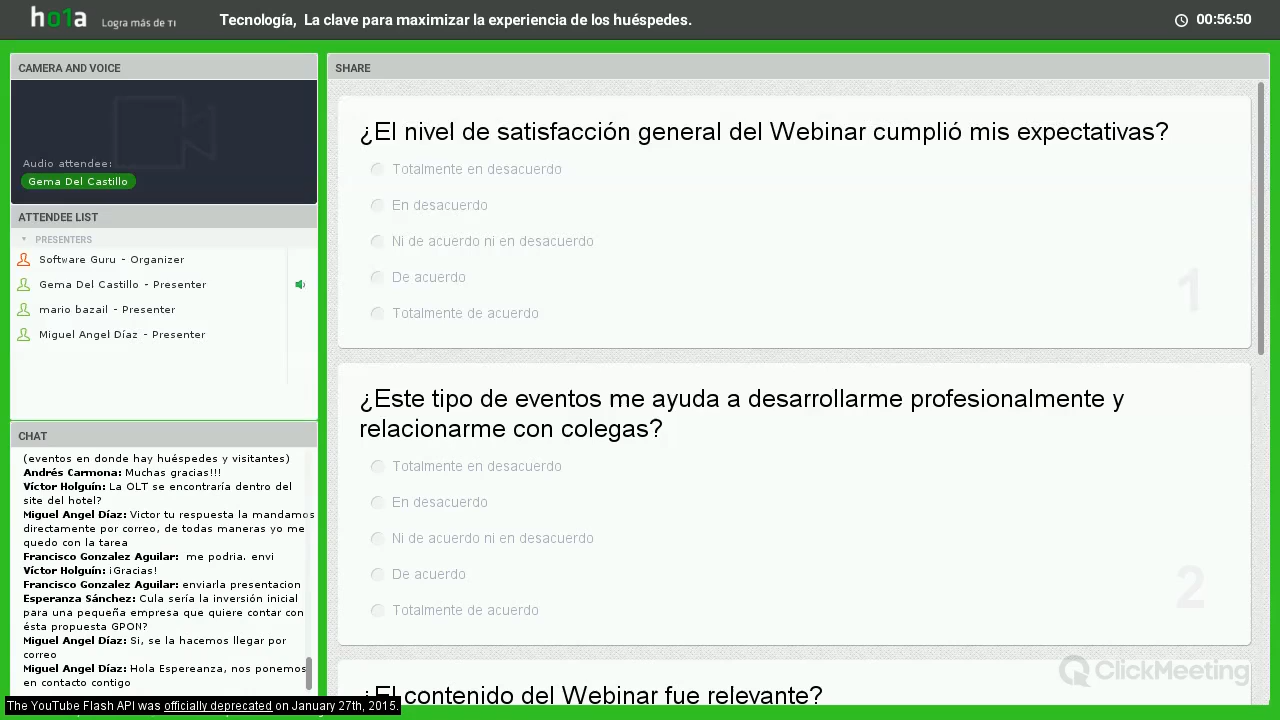 ho1a Logra más de TI
Tecnología, La clave para maximizar la experiencia de los huéspedes.
00:56:50
CAMERA AND VOICE
Audio attendee:
Gema Del Castillo
ATTENDEE LIST
PRESENTERS
Software Guru - Organizer
Gema Del Castillo - Presenter
mario bazail - Presenter
Miguel Angel Díaz - Presenter
CHAT
(eventos en donde hay huéspedes y visitantes)
Andrés Carmona: Muchas gracias!!!
Víctor Holguín: La OLT se encontraría dentro del
site del hotel?
Miguel Angel Díaz: Victor tu respuesta la mandamos
directamente por correo, de todas maneras yo me
quedo con la tarea
Francisco Gonzalez Aguilar: me podria. envi
Víctor Holguín: ¡Gracias!
Francisco Gonzalez Aguilar: enviarla presentacion
Esperanza Sánchez: Cula sería la inversión inicial
para una pequeña empresa que quiere contar con
ésta propuesta GPON?
Miguel Angel Díaz: Si, se la hacemos llegar por
correo
Miguel Angel Díaz: Hola Espereanza, nos ponemos
en contacto contigo
The YouTube Flash API was officially deprecated on January 27th, 2015.
SHARE
¿El nivel de satisfacción general del Webinar cumplió mis expectativas?
Totalmente en desacuerdo
En desacuerdo
Ni de acuerdo ni en desacuerdo
De acuerdo
Totalmente de acuerdo
1
¿Este tipo de eventos me ayuda a desarrollarme profesionalmente y
relacionarme con colegas?
Totalmente en desacuerdo
En desacuerdo
Ni de acuerdo ni en desacuerdo
De acuerdo
Totalmente de acuerdo
2
¿El contenido del Webinar fue relevante?
ClickMeeting